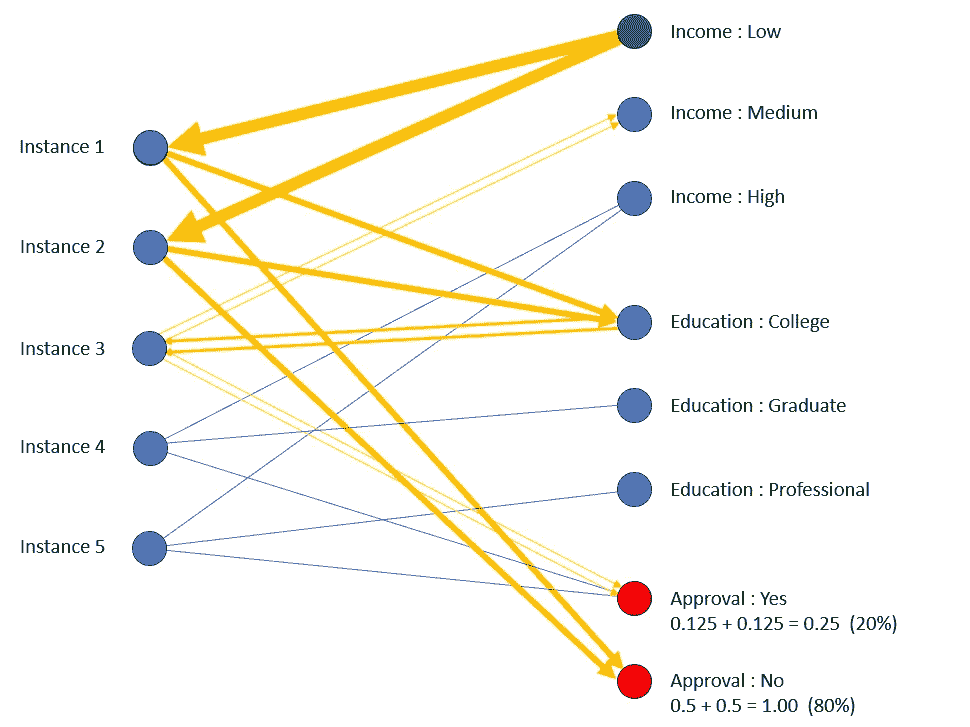 Income : Low
Income : Medium
Instance 1
Income : High
Instance 2
Education : College
Instance 3
Education : Graduate
Instance 4
Education : Professional
Instance 5
Approval : Yes
0.125 + 0.125 = 0.25 (20%)
Approval : No
0.5 + 0.5 = 1.00 (80%)